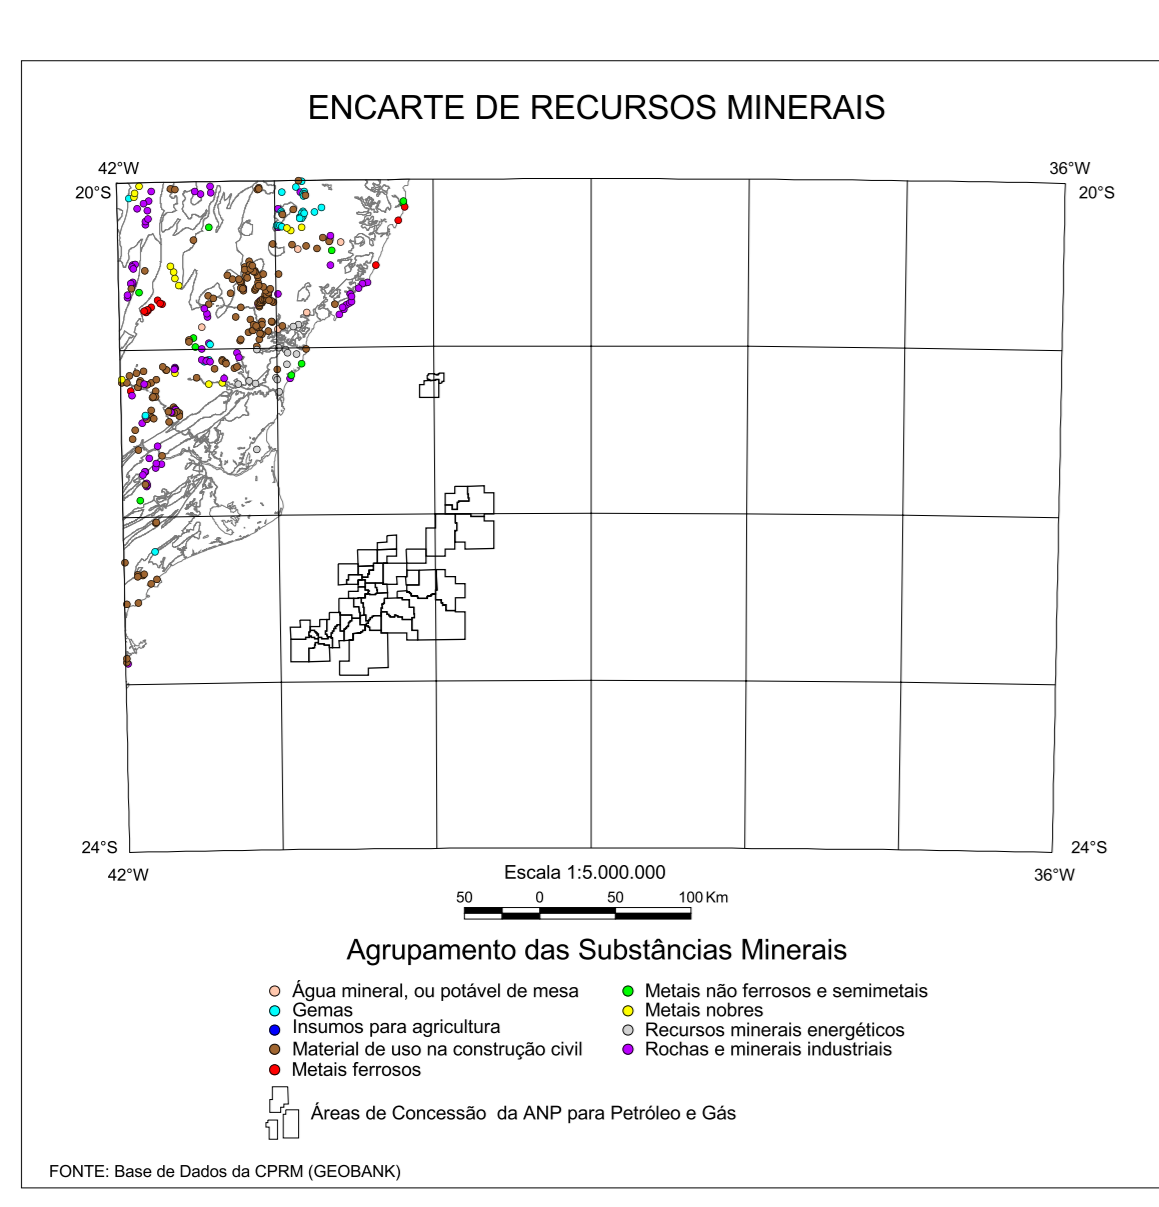 ENCARTE DE RECURSOS MINERAIS
42°W
36°W
20°S
20°S
24°S
24°S
42°W
36°W
Escala 1:5.000.000
50 0 50 100 Km
Agrupamento das Substâncias Minerais
Água mineral, ou potável de mesa
Gemas
Insumos para agricultura
Material de uso na construção civil
Metais ferrosos
Metais não ferrosos e semimetais
Metais nobres
Recursos minerais energéticos
Rochas e minerais industriais
Áreas de Concessão da ANP para Petróleo e Gás
FONTE: Base de Dados da CPRM (GEOBANK)